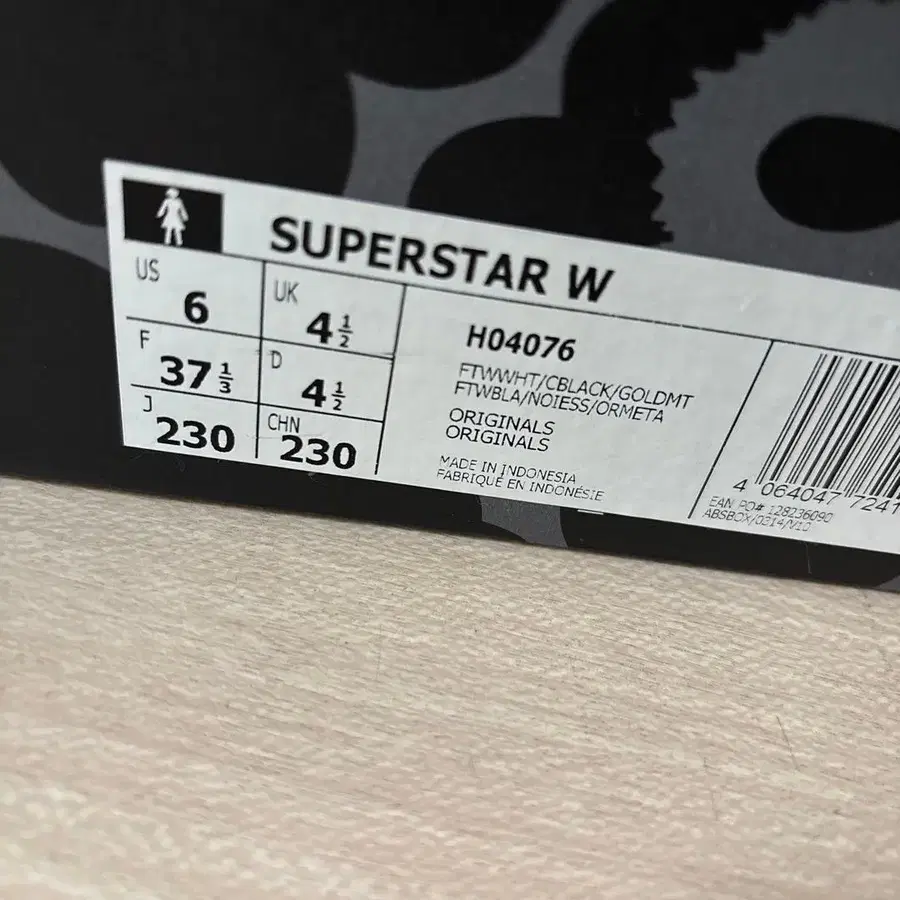 SUPERSTAR W
US 6
UK 4 1/2
F 37 1/3
D 4 1/2
J 230
CHN 230
H04076
FTWWHT/CBLACK/GOLDMT
FTWBLA/NOIESS/ORMETA
ORIGINALS
ORIGINALS
MADE IN INDONESIA
FABRIQUÉ EN INDONÉSIE
4 064047 7241
EAN PO# 128236090
ABSBOX/0314/V10